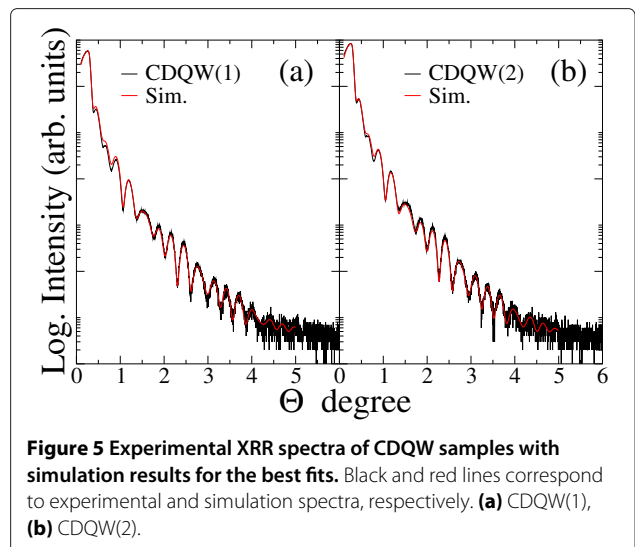 Log. Intensity (arb. units)
CDQW(1)
Sim.
(a)
CDQW(2)
Sim.
(b)
0 1 2 3 4 5 0 1 2 3 4 5 6
Θ degree
Figure 5 Experimental XRR spectra of CDQW samples with
simulation results for the best fits. Black and red lines correspond
to experimental and simulation spectra, respectively. (a) CDQW(1),
(b) CDQW(2).